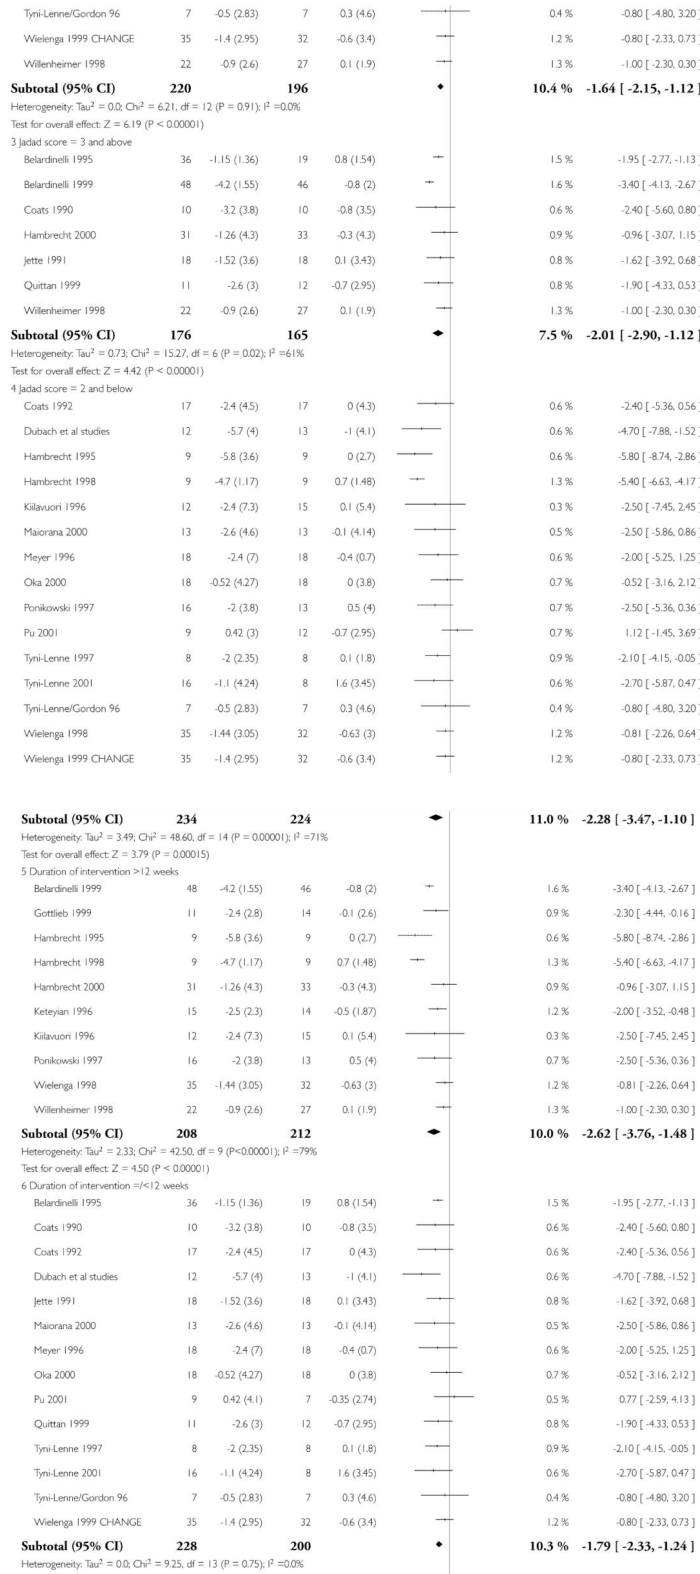 Tyni-Lenne/Gordon 96 7 -0.5 (2.83) 7 0.3 (4.6) 0.4 % -0.80 [ -4.80, 3.20 ]
Wielenga 1999 CHANGE 35 -1.4 (2.95) 32 -0.6 (3.4) 1.2 % -0.80 [ -2.33, 0.73 ]
Willenheimer 1998 22 -0.9 (2.6) 27 0.1 (1.9) 1.3 % -1.00 [ -2.30, 0.30 ]
Subtotal (95% CI) 220 196 10.4 % -1.64 [ -2.15, -1.12 ]
Heterogeneity: Tau² = 0.0; Chi² = 6.21, df = 12 (P = 0.91); I² =0.0%
Test for overall effect: Z = 6.19 (P < 0.00001)
3 Jadad score = 3 and above
Belardinelli 1995 36 -1.15 (1.36) 19 0.8 (1.54) 1.5 % -1.95 [ -2.77, -1.13 ]
Belardinelli 1999 48 -4.2 (1.55) 46 -0.8 (2) 1.6 % -3.40 [ -4.13, -2.67 ]
Coats 1990 10 -3.2 (3.8) 10 -0.8 (3.5) 0.6 % -2.40 [ -5.60, 0.80 ]
Hambrecht 2000 31 -1.26 (4.3) 33 -0.3 (4.3) 0.9 % -0.96 [ -3.07, 1.15 ]
Jette 1991 18 -1.52 (3.6) 18 0.1 (3.43) 0.8 % -1.62 [ -3.92, 0.68 ]
Quittan 1999 11 -2.6 (3) 12 -0.7 (2.95) 0.8 % -1.90 [ -4.33, 0.53 ]
Willenheimer 1998 22 -0.9 (2.6) 27 0.1 (1.9) 1.3 % -1.00 [ -2.30, 0.30 ]
Subtotal (95% CI) 176 165 7.5 % -2.01 [ -2.90, -1.12 ]
Heterogeneity: Tau² = 0.73; Chi² = 15.27, df = 6 (P = 0.02); I² =61%
Test for overall effect: Z = 4.42 (P < 0.00001)
4 Jadad score = 2 and below
Coats 1992 17 -2.4 (4.5) 17 0 (4.3) 0.6 % -2.40 [ -5.36, 0.56 ]
Dubach et al studies 12 -5.7 (4) 13 -1 (4.1) 0.6 % -4.70 [ -7.88, -1.52 ]
Hambrecht 1995 9 -5.8 (3.6) 9 0 (2.7) 0.6 % -5.80 [ -8.74, -2.86 ]
Hambrecht 1998 9 -4.7 (1.17) 9 0.7 (1.48) 1.3 % -5.40 [ -6.63, -4.17 ]
Kiilavuori 1996 12 -2.4 (7.3) 15 0.1 (5.4) 0.3 % -2.50 [ -7.45, 2.45 ]
Maiorana 2000 13 -2.6 (4.6) 13 -0.1 (4.14) 0.5 % -2.50 [ -5.86, 0.86 ]
Meyer 1996 18 -2.4 (7) 18 -0.4 (0.7) 0.6 % -2.00 [ -5.25, 1.25 ]
Oka 2000 18 -0.52 (4.27) 18 0 (3.8) 0.7 % -0.52 [ -3.16, 2.12 ]
Ponikowski 1997 16 -2 (3.8) 13 0.5 (4) 0.7 % -2.50 [ -5.36, 0.36 ]
Pu 2001 9 0.42 (3) 12 -0.7 (2.95) 0.7 % 1.12 [ -1.45, 3.69 ]
Tyni-Lenne 1997 8 -2 (2.35) 8 0.1 (1.8) 0.9 % -2.10 [ -4.15, -0.05 ]
Tyni-Lenne 2001 16 -1.1 (4.24) 8 1.6 (3.45) 0.6 % -2.70 [ -5.87, 0.47 ]
Tyni-Lenne/Gordon 96 7 -0.5 (2.83) 7 0.3 (4.6) 0.4 % -0.80 [ -4.80, 3.20 ]
Wielenga 1998 35 -1.44 (3.05) 32 -0.63 (3) 1.2 % -0.81 [ -2.26, 0.64 ]
Wielenga 1999 CHANGE 35 -1.4 (2.95) 32 -0.6 (3.4) 1.2 % -0.80 [ -2.33, 0.73 ]
Subtotal (95% CI) 234 224 11.0 % -2.28 [ -3.47, -1.10 ]
Heterogeneity: Tau² = 3.49; Chi² = 48.60, df = 14 (P = 0.00001); I² =71%
Test for overall effect: Z = 3.79 (P = 0.00015)
5 Duration of intervention >12 weeks
Belardinelli 1999 48 -4.2 (1.55) 46 -0.8 (2) 1.6 % -3.40 [ -4.13, -2.67 ]
Gottlieb 1999 11 -2.4 (2.8) 14 -0.1 (2.6) 0.9 % -2.30 [ -4.44, -0.16 ]
Hambrecht 1995 9 -5.8 (3.6) 9 0 (2.7) 0.6 % -5.80 [ -8.74, -2.86 ]
Hambrecht 1998 9 -4.7 (1.17) 9 0.7 (1.48) 1.3 % -5.40 [ -6.63, -4.17 ]
Hambrecht 2000 31 -1.26 (4.3) 33 -0.3 (4.3) 0.9 % -0.96 [ -3.07, 1.15 ]
Keteyian 1996 15 -2.5 (2.3) 14 -0.5 (1.87) 1.2 % -2.00 [ -3.52, -0.48 ]
Kiilavuori 1996 12 -2.4 (7.3) 15 0.1 (5.4) 0.3 % -2.50 [ -7.45, 2.45 ]
Ponikowski 1997 16 -2 (3.8) 13 0.5 (4) 0.7 % -2.50 [ -5.36, 0.36 ]
Wielenga 1998 35 -1.44 (3.05) 32 -0.63 (3) 1.2 % -0.81 [ -2.26, 0.64 ]
Willenheimer 1998 22 -0.9 (2.6) 27 0.1 (1.9) 1.3 % -1.00 [ -2.30, 0.30 ]
Subtotal (95% CI) 208 212 10.0 % -2.62 [ -3.76, -1.48 ]
Heterogeneity: Tau² = 2.33; Chi² = 42.50, df = 9 (P<0.00001); I² =79%
Test for overall effect: Z = 4.50 (P < 0.00001)
6 Duration of intervention =/<12 weeks
Belardinelli 1995 36 -1.15 (1.36) 19 0.8 (1.54) 1.5 % -1.95 [ -2.77, -1.13 ]
Coats 1990 10 -3.2 (3.8) 10 -0.8 (3.5) 0.6 % -2.40 [ -5.60, 0.80 ]
Coats 1992 17 -2.4 (4.5) 17 0 (4.3) 0.6 % -2.40 [ -5.36, 0.56 ]
Dubach et al studies 12 -5.7 (4) 13 -1 (4.1) 0.6 % -4.70 [ -7.88, -1.52 ]
Jette 1991 18 -1.52 (3.6) 18 0.1 (3.43) 0.8 % -1.62 [ -3.92, 0.68 ]
Maiorana 2000 13 -2.6 (4.6) 13 -0.1 (4.14) 0.5 % -2.50 [ -5.86, 0.86 ]
Meyer 1996 18 -2.4 (7) 18 -0.4 (0.7) 0.6 % -2.00 [ -5.25, 1.25 ]
Oka 2000 18 -0.52 (4.27) 18 0 (3.8) 0.7 % -0.52 [ -3.16, 2.12 ]
Pu 2001 9 0.42 (4.1) 7 -0.35 (2.74) 0.5 % 0.77 [ -2.59, 4.13 ]
Quittan 1999 11 -2.6 (3) 12 -0.7 (2.95) 0.8 % -1.90 [ -4.33, 0.53 ]
Tyni-Lenne 1997 8 -2 (2.35) 8 0.1 (1.8) 0.9 % -2.10 [ -4.15, -0.05 ]
Tyni-Lenne 2001 16 -1.1 (4.24) 8 1.6 (3.45) 0.6 % -2.70 [ -5.87, 0.47 ]
Tyni-Lenne/Gordon 96 7 -0.5 (2.83) 7 0.3 (4.6) 0.4 % -0.80 [ -4.80, 3.20 ]
Wielenga 1999 CHANGE 35 -1.4 (2.95) 32 -0.6 (3.4) 1.2 % -0.80 [ -2.33, 0.73 ]
Subtotal (95% CI) 228 200 10.3 % -1.79 [ -2.33, -1.24 ]
Heterogeneity: Tau² = 0.0; Chi² = 9.25, df = 13 (P = 0.75); I² =0.0%